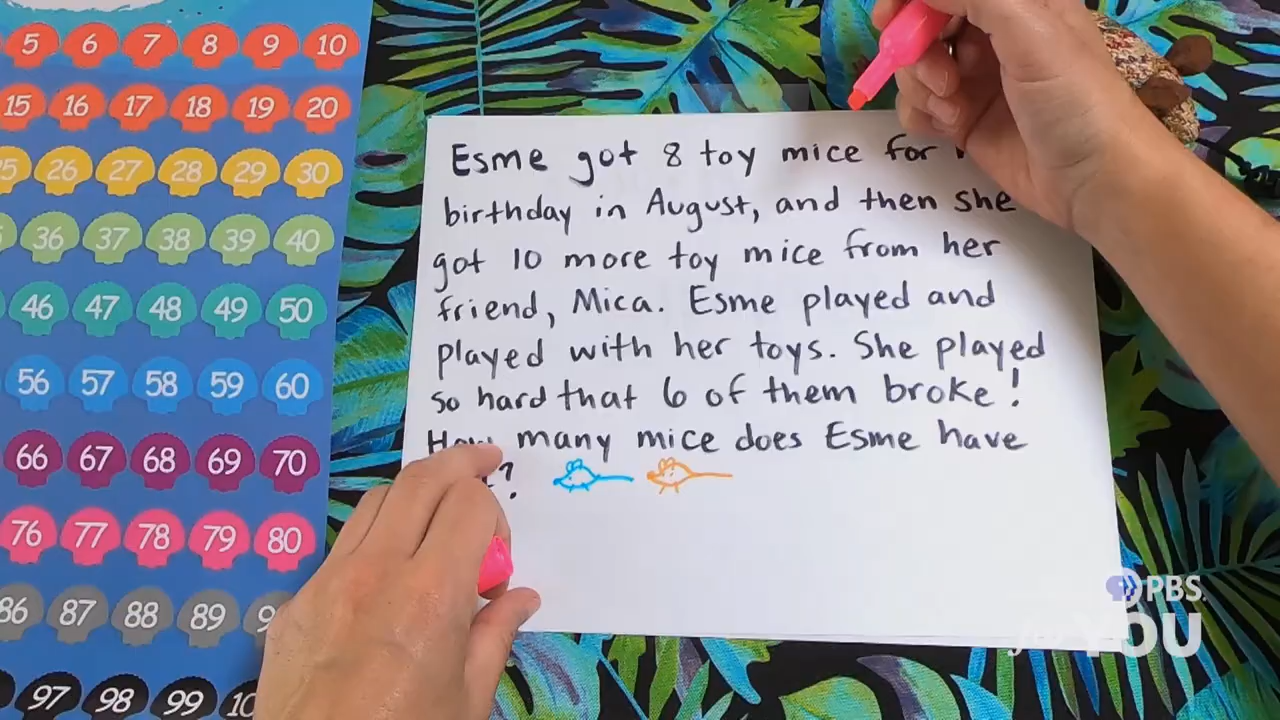 5 6 7 8 9 10
15 16 17 18 19 20
26 27 28 29 30
36 37 38 39 40
46 47 48 49 50
56 57 58 59 60
66 67 68 69 70
76 77 78 79 80
86 87 88 89
97 98 99
Esme got 8 toy mice for
birthday in August, and then she
got 10 more toy mice from her
friend, Mica. Esme played and
played with her toys. She played
so hard that 6 of them broke!
How many mice does Esme have
?
PBS.
for YOU